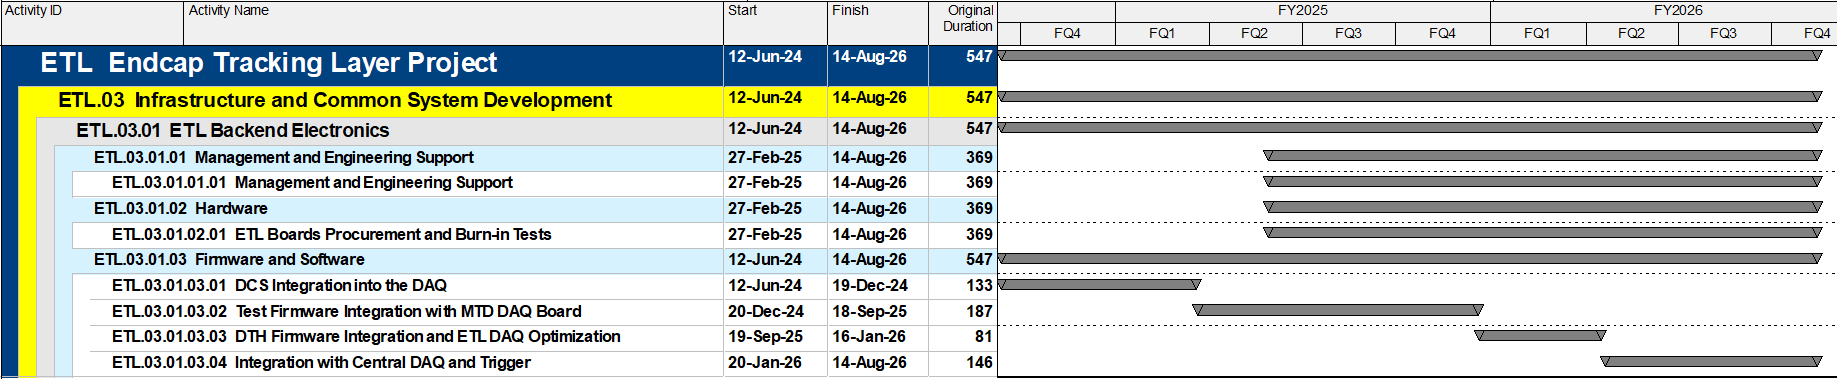 Activity ID Activity Name Start Finish Original Duration FY2025 FY2026
FQ4 FQ1 FQ2 FQ3 FQ4 FQ1 FQ2 FQ3 FQ4
ETL Endcap Tracking Layer Project 12-Jun-24 14-Aug-26 547
ETL.03 Infrastructure and Common System Development 12-Jun-24 14-Aug-26 547
ETL.03.01 ETL Backend Electronics 12-Jun-24 14-Aug-26 547
ETL.03.01.01 Management and Engineering Support 27-Feb-25 14-Aug-26 369
ETL.03.01.01.01 Management and Engineering Support 27-Feb-25 14-Aug-26 369
ETL.03.01.02 Hardware 27-Feb-25 14-Aug-26 369
ETL.03.01.02.01 ETL Boards Procurement and Burn-in Tests 27-Feb-25 14-Aug-26 369
ETL.03.01.03 Firmware and Software 12-Jun-24 14-Aug-26 547
ETL.03.01.03.01 DCS Integration into the DAQ 12-Jun-24 19-Dec-24 133
ETL.03.01.03.02 Test Firmware Integration with MTD DAQ Board 20-Dec-24 18-Sep-25 187
ETL.03.01.03.03 DTH Firmware Integration and ETL DAQ Optimization 19-Sep-25 16-Jan-26 81
ETL.03.01.03.04 Integration with Central DAQ and Trigger 20-Jan-26 14-Aug-26 146